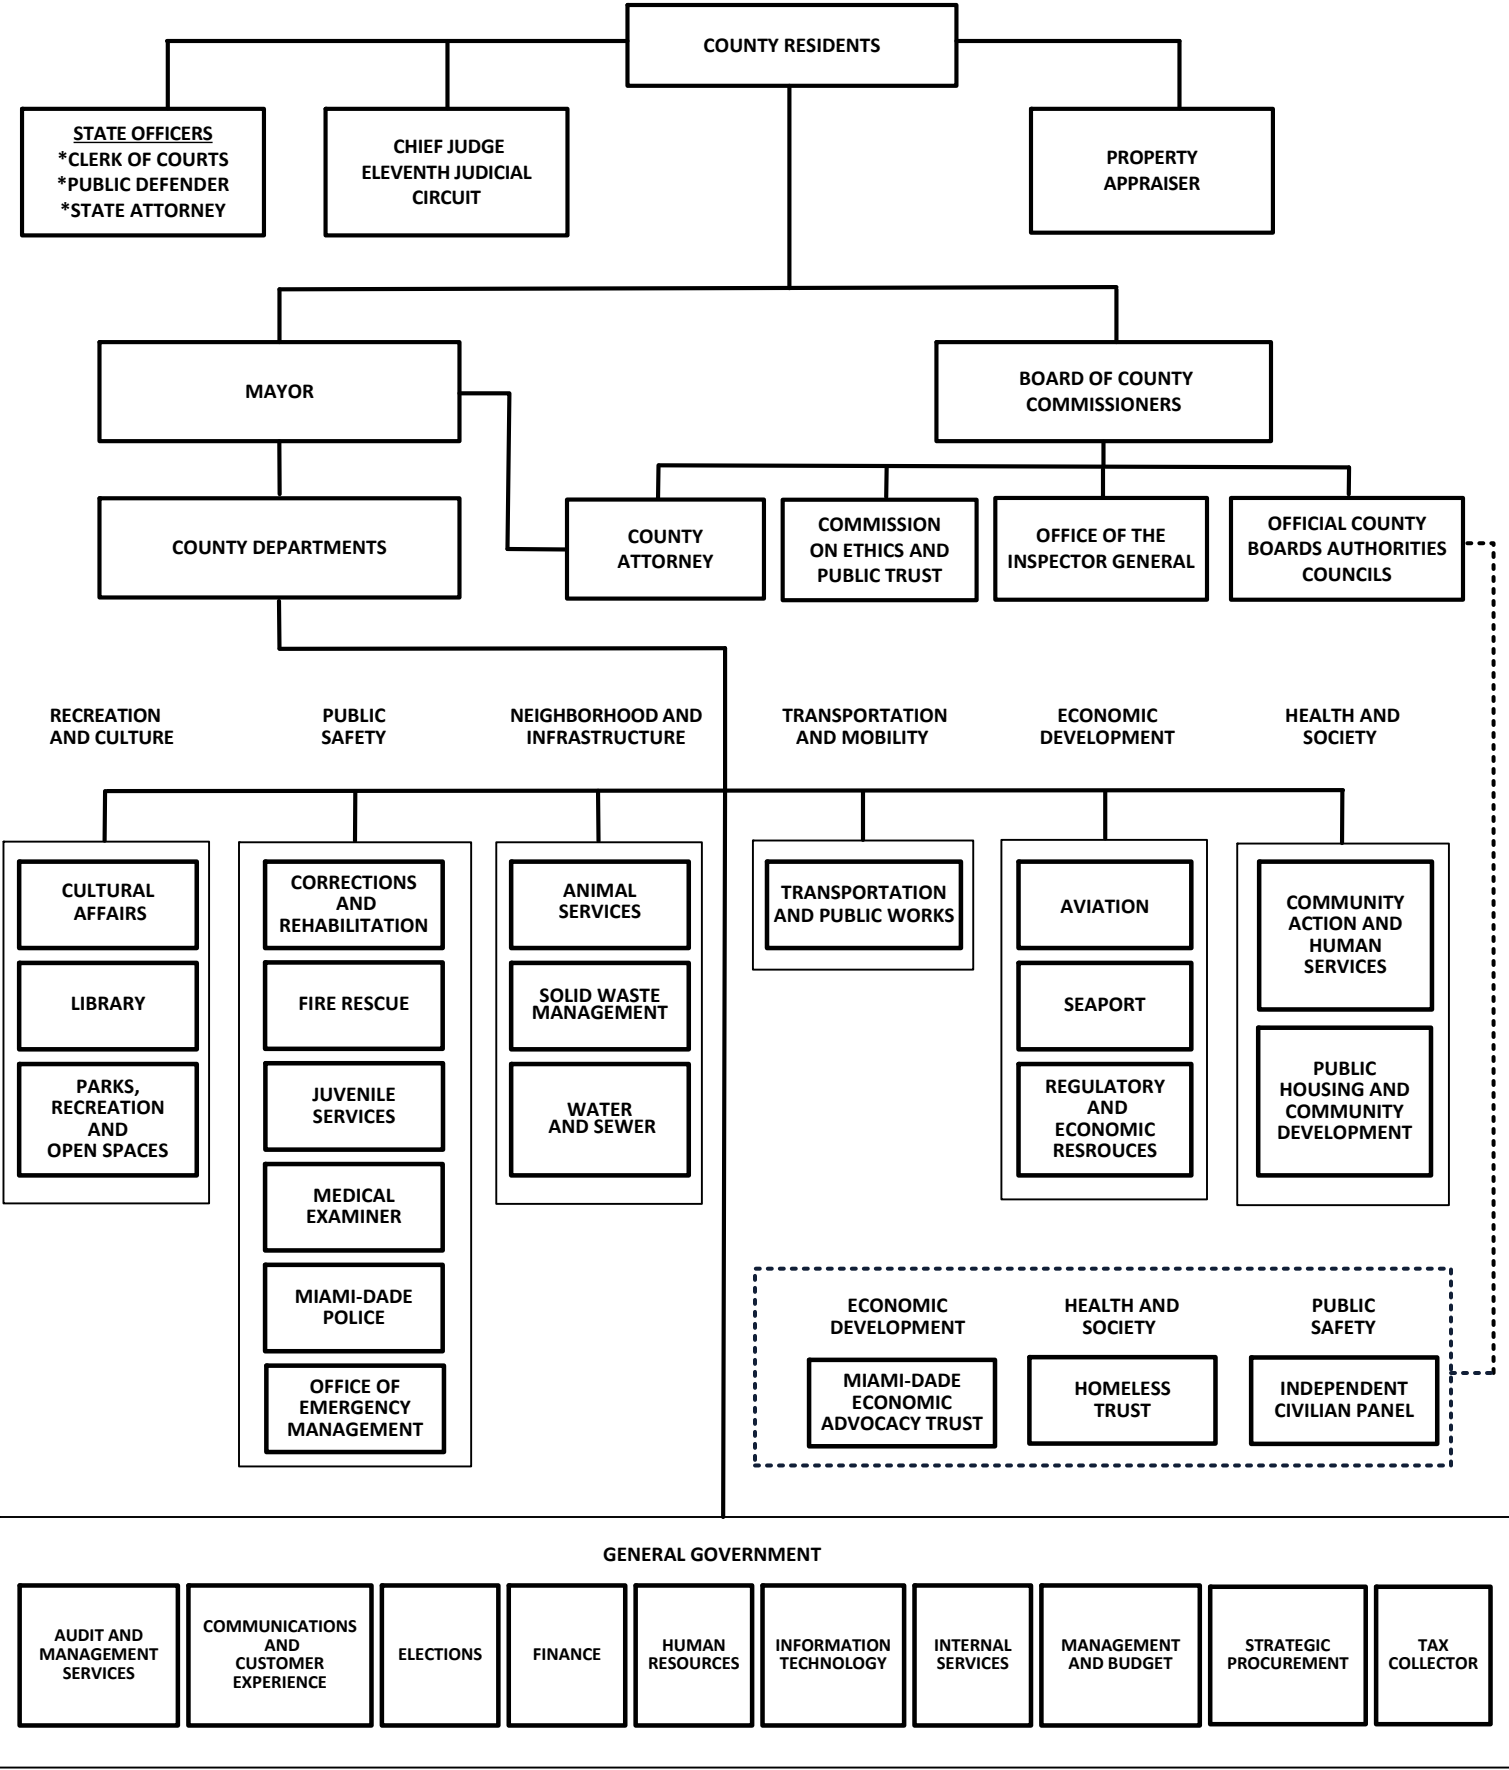 COUNTY RESIDENTS
STATE OFFICERS
*CLERK OF COURTS
*PUBLIC DEFENDER
*STATE ATTORNEY
CHIEF JUDGE
ELEVENTH JUDICIAL
CIRCUIT
PROPERTY
APPRAISER
MAYOR
BOARD OF COUNTY
COMMISSIONERS
COUNTY DEPARTMENTS
COUNTY
ATTORNEY
COMMISSION
ON ETHICS AND
PUBLIC TRUST
OFFICE OF THE
INSPECTOR GENERAL
OFFICIAL COUNTY
BOARDS AUTHORITIES
COUNCILS
RECREATION
AND CULTURE
PUBLIC
SAFETY
NEIGHBORHOOD AND
INFRASTRUCTURE
TRANSPORTATION
AND MOBILITY
ECONOMIC
DEVELOPMENT
HEALTH AND
SOCIETY
CULTURAL
AFFAIRS
LIBRARY
PARKS,
RECREATION
AND
OPEN SPACES
CORRECTIONS
AND
REHABILITATION
FIRE RESCUE
JUVENILE
SERVICES
MEDICAL
EXAMINER
MIAMI-DADE
POLICE
OFFICE OF
EMERGENCY
MANAGEMENT
ANIMAL
SERVICES
SOLID WASTE
MANAGEMENT
WATER
AND SEWER
TRANSPORTATION
AND PUBLIC WORKS
AVIATION
SEAPORT
REGULATORY
AND
ECONOMIC
RESROUCES
COMMUNITY
ACTION AND
HUMAN
SERVICES
PUBLIC
HOUSING AND
COMMUNITY
DEVELOPMENT
ECONOMIC
DEVELOPMENT
HEALTH AND
SOCIETY
PUBLIC
SAFETY
MIAMI-DADE
ECONOMIC
ADVOCACY TRUST
HOMELESS
TRUST
INDEPENDENT
CIVILIAN PANEL
GENERAL GOVERNMENT
AUDIT AND
MANAGEMENT
SERVICES
COMMUNICATIONS
AND
CUSTOMER
EXPERIENCE
ELECTIONS
FINANCE
HUMAN
RESOURCES
INFORMATION
TECHNOLOGY
INTERNAL
SERVICES
MANAGEMENT
AND BUDGET
STRATEGIC
PROCUREMENT
TAX
COLLECTOR